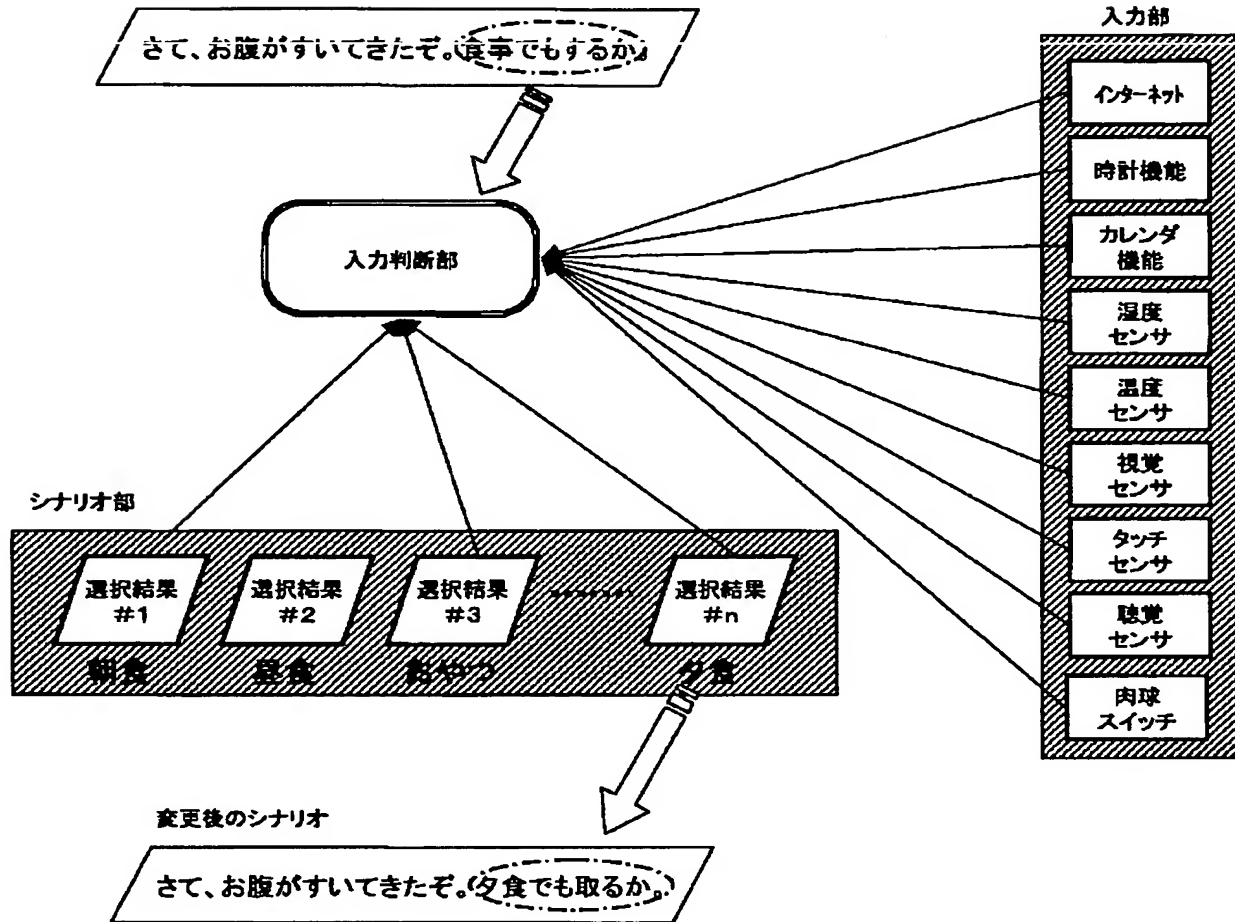 さて、お腹がすいてきたぞ。食事でもするか。
入力部
インターネット
時計機能
カレンダ
機能
湿度
センサ
温度
センサ
視覚
センサ
タッチ
センサ
聴覚
センサ
肉球
スイッチ
入力判断部
シナリオ部
選択結果
#1
選択結果
#2
選択結果
#3
選択結果
#n
朝食
昼食
おやつ
夕食
変更後のシナリオ
さて、お腹がすいてきたぞ。夕食でも取るか。